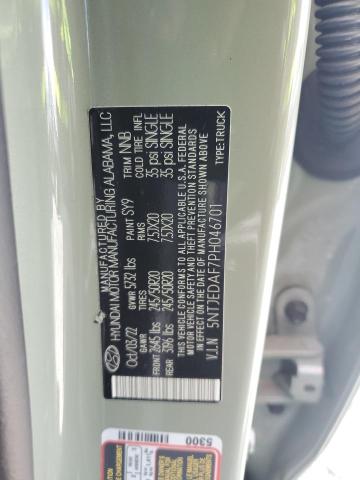 MANUFACTURED BY
HYUNDAI MOTOR MANUFACTURING ALABAMA, LLC
Oct/03/22 GVWR 5732 lbs PAINT SY9 TRIM NNB
GAWR TIRES RIMS COLD TIRE INFL
FRONT 2645 lbs 245/50R20 7.5JX20 35 psi SINGLE
REAR 3396 lbs 245/50R20 7.5JX20 35 psi SINGLE
THIS VEHICLE CONFORMS TO ALL APPLICABLE U.S.A. FEDERAL
MOTOR VEHICLE SAFETY AND THEFT PREVENTION STANDARDS
IN EFFECT ON THE DATE OF MANUFACTURE SHOWN ABOVE
V.I.N 5NTJEDAF7PH046701 TYPE:TRUCK
5300